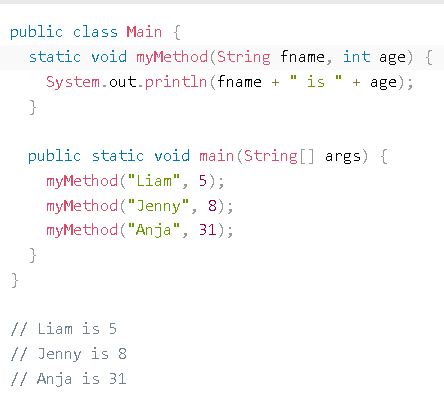 public class Main {
  static void myMethod(String fname, int age) {
    System.out.println(fname + " is " + age);
  }

  public static void main(String[] args) {
    myMethod("Liam", 5);
    myMethod("Jenny", 8);
    myMethod("Anja", 31);
  }
}

// Liam is 5
// Jenny is 8
// Anja is 31